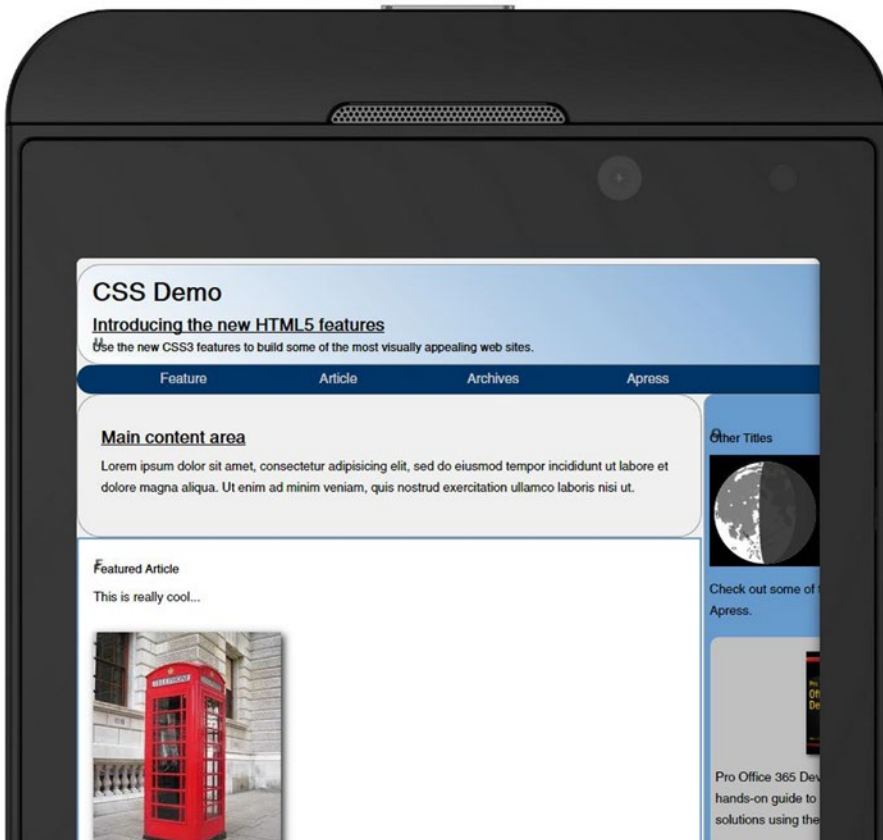 CSS Demo
Introducing the new HTML5 features
Use the new CSS3 features to build some of the most visually appealing web sites.
Feature Article Archives Apress
Main content area
Lorem ipsum dolor sit amet, consectetur adipisicing elit, sed do eiusmod tempor incididunt ut labore et
dolore magna aliqua. Ut enim ad minim veniam, quis nostrud exercitation ullamco laboris nisi ut.
Featured Article
This is really cool...
TELEPHONE
Other Titles
Check out some of
Apress.
Pro
Off
De
Pro Office 365 Dev
hands-on guide to
solutions using the